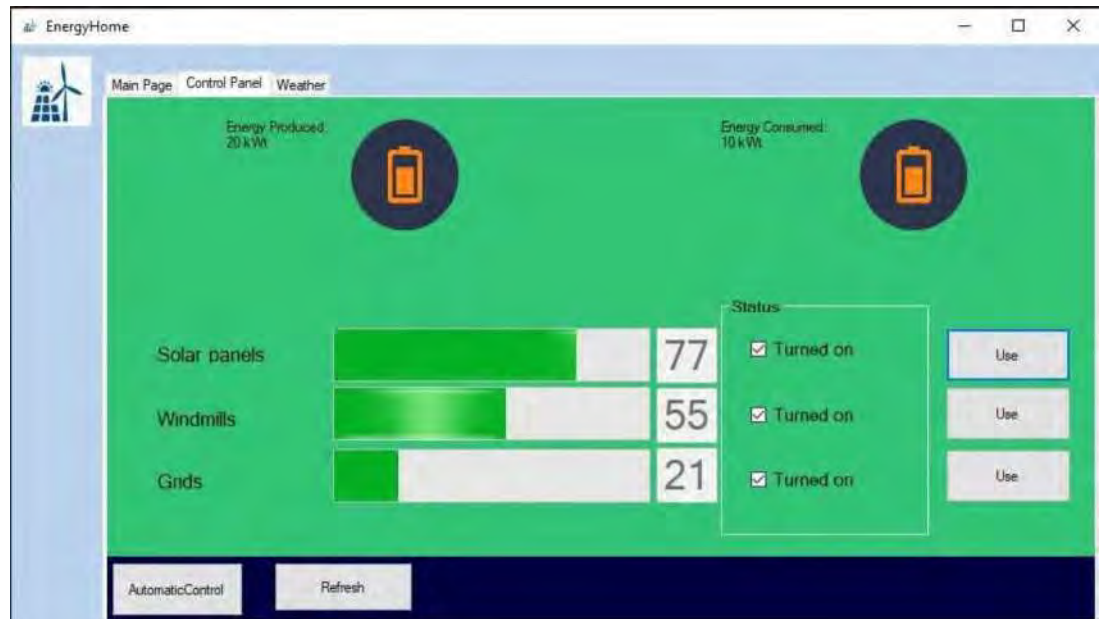 EnergyHome
Main Page Control Panel Weather
Energy Produced:
20 kWt
Energy Consumed:
10 kWt
Status
Solar panels 77 Turned on Use
Windmills 55 Turned on Use
Grids 21 Turned on Use
AutomaticControl Refresh